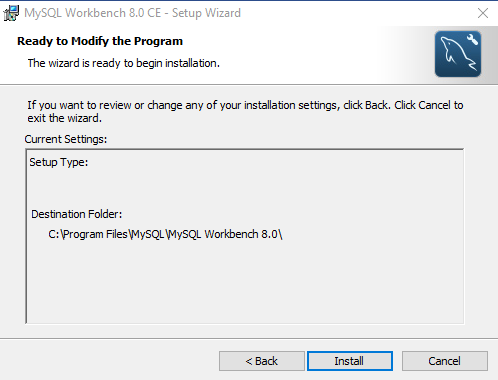 MySQL Workbench 8.0 CE - Setup Wizard
Ready to Modify the Program
The wizard is ready to begin installation.
If you want to review or change any of your installation settings, click Back. Click Cancel to
exit the wizard.
Current Settings:
Setup Type:
Destination Folder:
C:\Program Files\MySQL\MySQL Workbench 8.0\
< Back
Install
Cancel